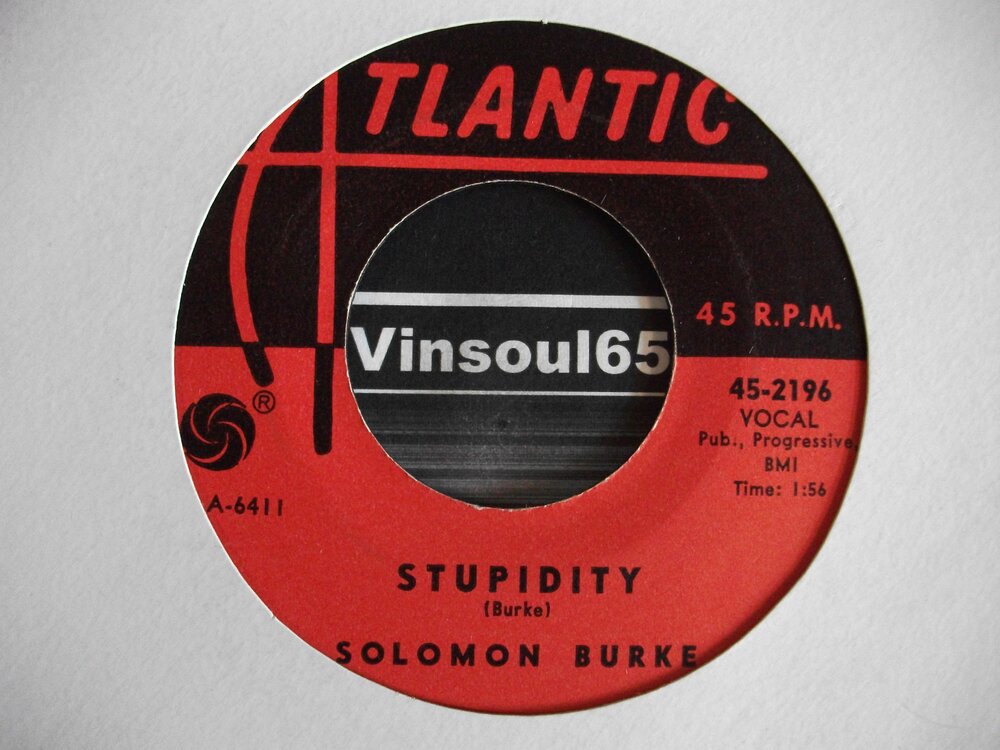 ATLANTIC
45 R.P.M.
Vinsoul65
45-2196
VOCAL
Pub., Progressive,
BMI
Time: 1:56
®
A-6411
STUPIDITY
(Burke)
SOLOMON BURKE